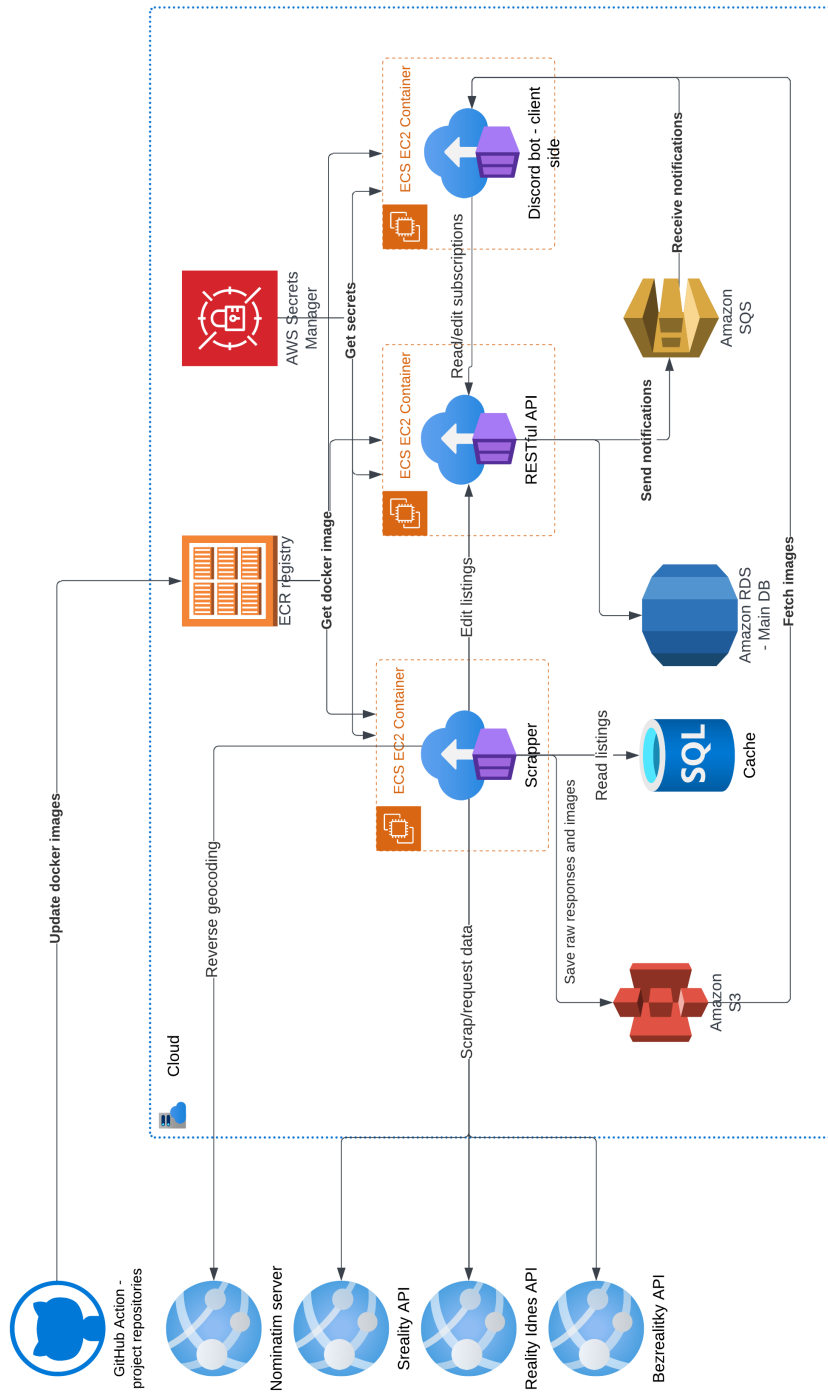 GitHub Action -
project repositories
Update docker images
Nominatim server
Sreality API
Reality Idnes API
Bezrealitky API
Cloud
Reverse geocoding
Scrap/request data
ECR registry
AWS Secrets
Manager
Get docker image
Get secrets
ECS EC2 Container
Scrapper
Edit listings
ECS EC2 Container
RESTful API
Read/edit subscriptions
ECS EC2 Container
Discord bot - client
side
Save raw responses and images
Read listings
Send notifications
Receive notifications
Amazon
S3
SQL
Cache
Amazon RDS
- Main DB
Amazon
SQS
Fetch images